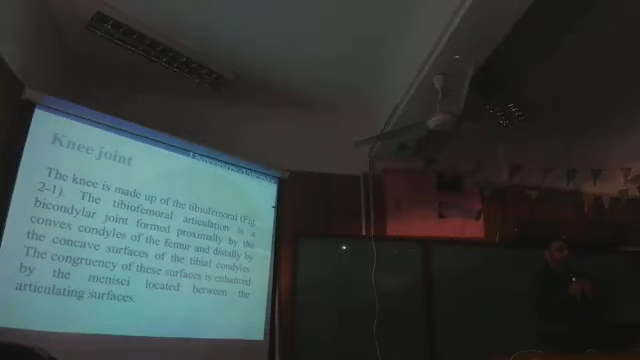 Knee joint
The knee is made up of the tibiofemoral (Fig.
2-1). The tibiofemoral articulation is a
bicondylar joint formed proximally by the
convex condyles of the femur and distally by
the concave surfaces of the tibial condyles.
The congruency of these surfaces is enhanced
by the menisci located between the
articulating surfaces.